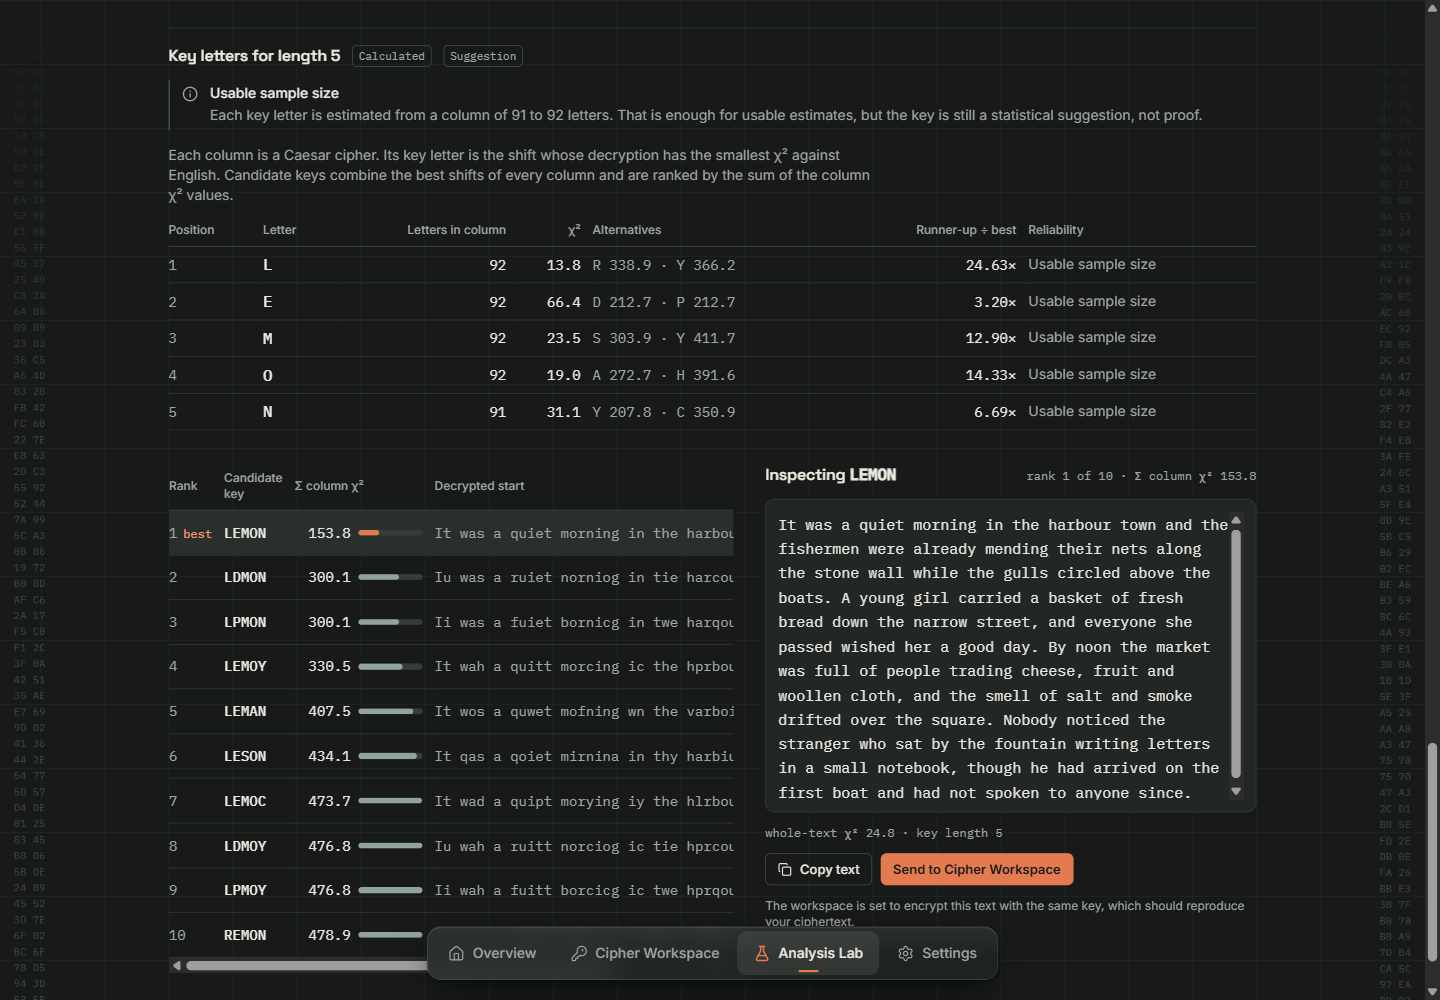 Key letters for length 5 Calculated Suggestion
Usable sample size
Each key letter is estimated from a column of 91 to 92 letters. That is enough for usable estimates, but the key is still a statistical suggestion, not proof.
Each column is a Caesar cipher. Its key letter is the shift whose decryption has the smallest χ² against
English. Candidate keys combine the best shifts of every column and are ranked by the sum of the column
χ² values.
Position Letter Letters in column χ² Alternatives Runner-up ÷ best Reliability
1 L 92 13.8 R 338.9 · Y 366.2 24.63× Usable sample size
2 E 92 66.4 D 212.7 · P 212.7 3.20× Usable sample size
3 M 92 23.5 S 303.9 · Y 411.7 12.90× Usable sample size
4 O 92 19.0 A 272.7 · H 391.6 14.33× Usable sample size
5 N 91 31.1 Y 207.8 · C 350.9 6.69× Usable sample size
Rank Candidate key Σ column χ² Decrypted start
1 best LEMON 153.8 It was a quiet morning in the harbou
2 LDMON 300.1 Iu was a ruiet norniog in tie harcou
3 LPMON 300.1 Ii was a fuiet bornicg in twe harqou
4 LEMOY 330.5 It wah a quitt morcing ic the hprbou
5 LEMAN 407.5 It wos a quwet mofning wn the varboi
6 LESON 434.1 It qas a qoiet mirnina in thy harbiu
7 LEMOC 473.7 It wad a quipt morying iy the hlrbou
8 LDMOY 476.8 Iu wah a ruitt norciog ic tie hprcou
9 LPMOY 476.8 Ii wah a fuitt borcicg ic twe hprqou
10 REMON 478.9
Inspecting LEMON rank 1 of 10 · Σ column χ² 153.8
It was a quiet morning in the harbour town and the
fishermen were already mending their nets along
the stone wall while the gulls circled above the
boats. A young girl carried a basket of fresh
bread down the narrow street, and everyone she
passed wished her a good day. By noon the market
was full of people trading cheese, fruit and
woollen cloth, and the smell of salt and smoke
drifted over the square. Nobody noticed the
stranger who sat by the fountain writing letters
in a small notebook, though he had arrived on the
first boat and had not spoken to anyone since.
whole-text χ² 24.8 · key length 5
Copy text Send to Cipher Workspace
The workspace is set to encrypt this text with the same key, which should reproduce
your ciphertext.
Overview Cipher Workspace Analysis Lab Settings